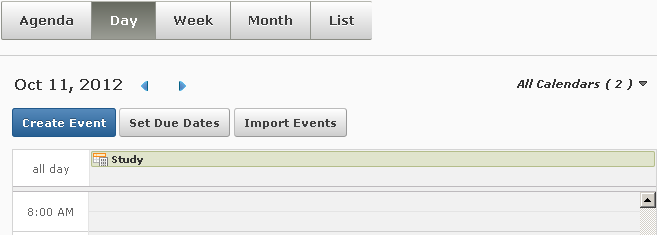 Agenda Day Week Month List
Oct 11, 2012 All Calendars ( 2 )
Create Event Set Due Dates Import Events
all day Study
8:00 AM